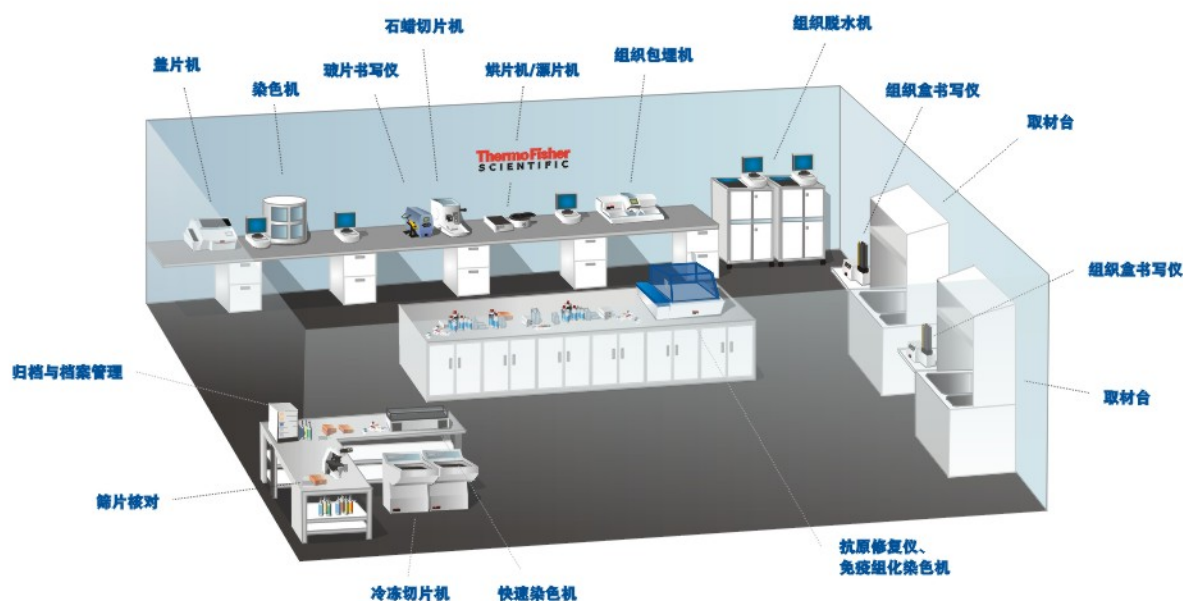 石蜡切片机
组织脱水机
盖片机
染色机
玻片书写仪
烘片机/漂片机
组织包埋机
组织盒书写仪
取材台
ThermoFisher
SCIENTIFIC
组织盒书写仪
归档与档案管理
取材台
筛片核对
抗原修复仪、
免疫组化染色机
冷冻切片机
快速染色机